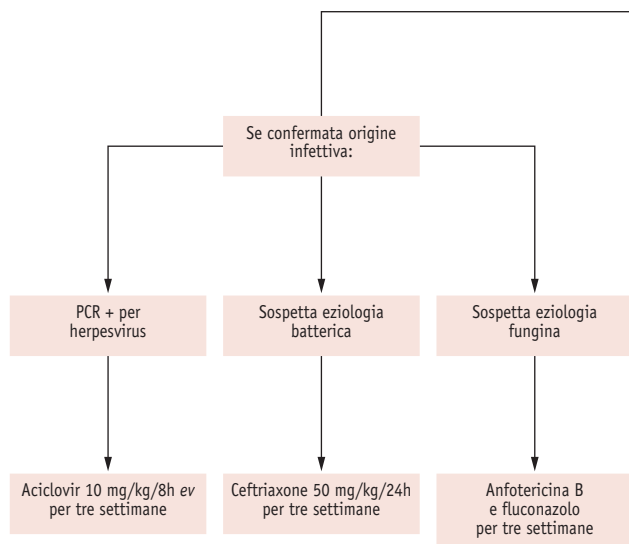 Se confermata origine
infettiva:
PCR + per
herpesvirus
Sospetta eziologia
batterica
Sospetta eziologia
fungina
Aciclovir 10 mg/kg/8h ev
per tre settimane
Ceftriaxone 50 mg/kg/24h
per tre settimane
Anfotericina B
e fluconazolo
per tre settimane